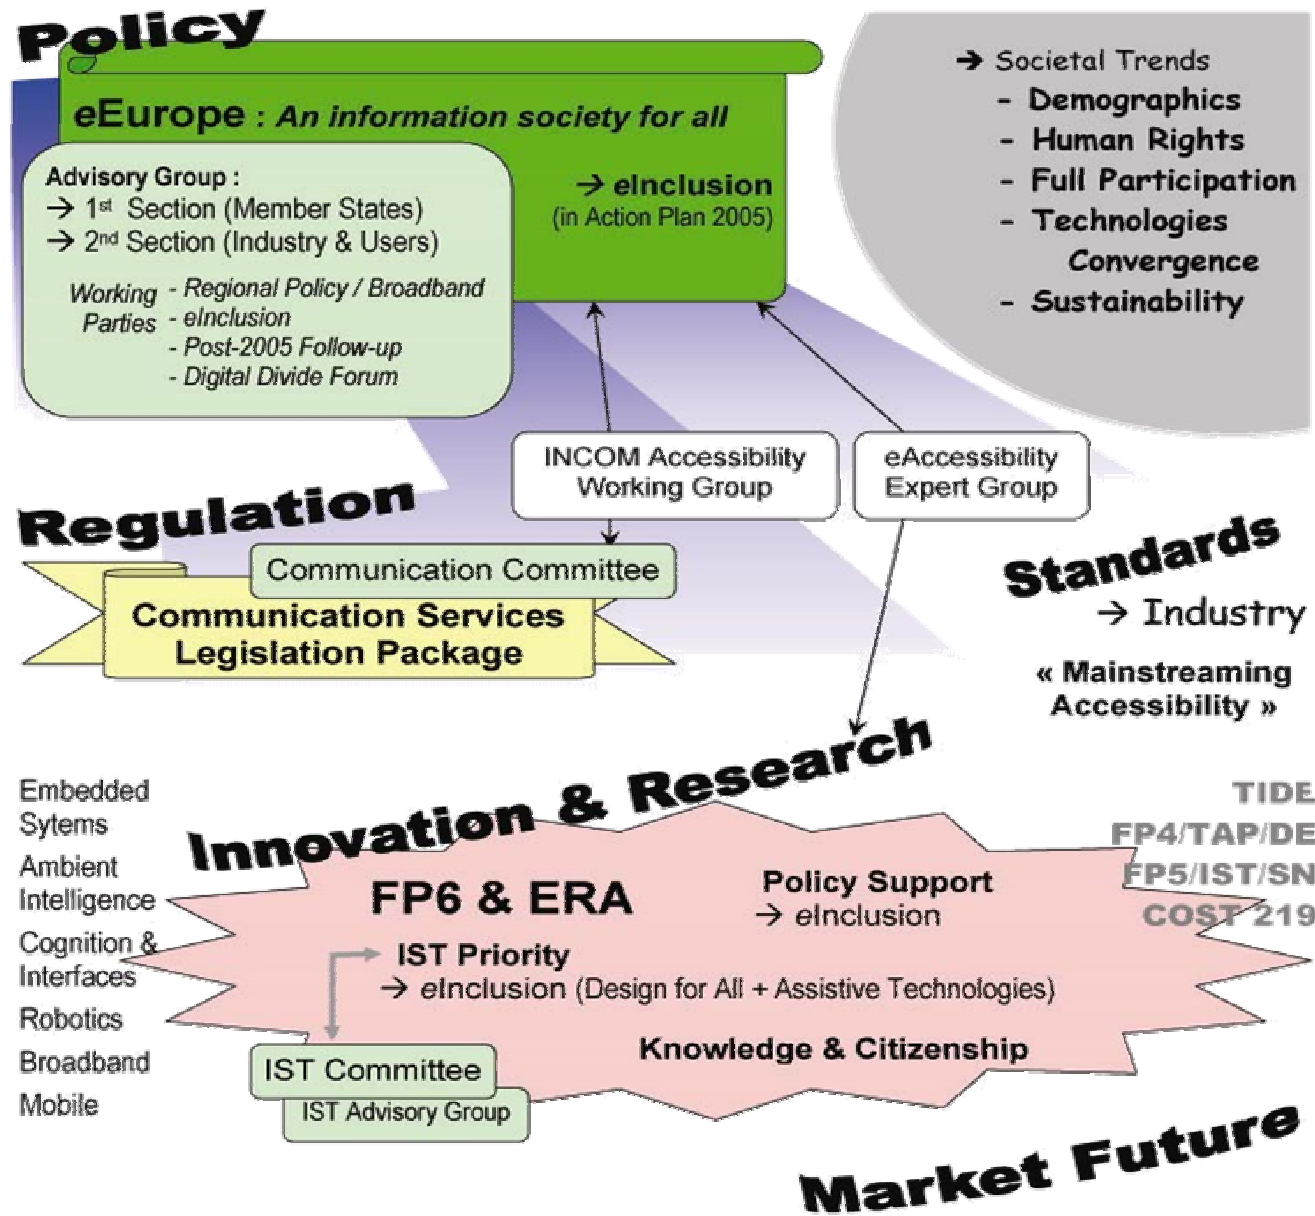 Policy
eEurope : An information society for all
Advisory Group :
→ 1st Section (Member States)
→ 2nd Section (Industry & Users)
Working Parties
- Regional Policy / Broadband
- eInclusion
- Post-2005 Follow-up
- Digital Divide Forum
→ eInclusion
(in Action Plan 2005)
→ Societal Trends
- Demographics
- Human Rights
- Full Participation
- Technologies
Convergence
- Sustainability
INCOM Accessibility
Working Group
eAccessibility
Expert Group
Regulation
Communication Committee
Communication Services
Legislation Package
Standards
→ Industry
« Mainstreaming
Accessibility »
Innovation & Research
Embedded
Sytems
Ambient
Intelligence
Cognition &
Interfaces
Robotics
Broadband
Mobile
TIDE
FP4/TAP/DE
FP5/IST/SN
COST 219
FP6 & ERA
Policy Support
→ eInclusion
IST Priority
→ eInclusion (Design for All + Assistive Technologies)
Knowledge & Citizenship
IST Committee
IST Advisory Group
Market Future